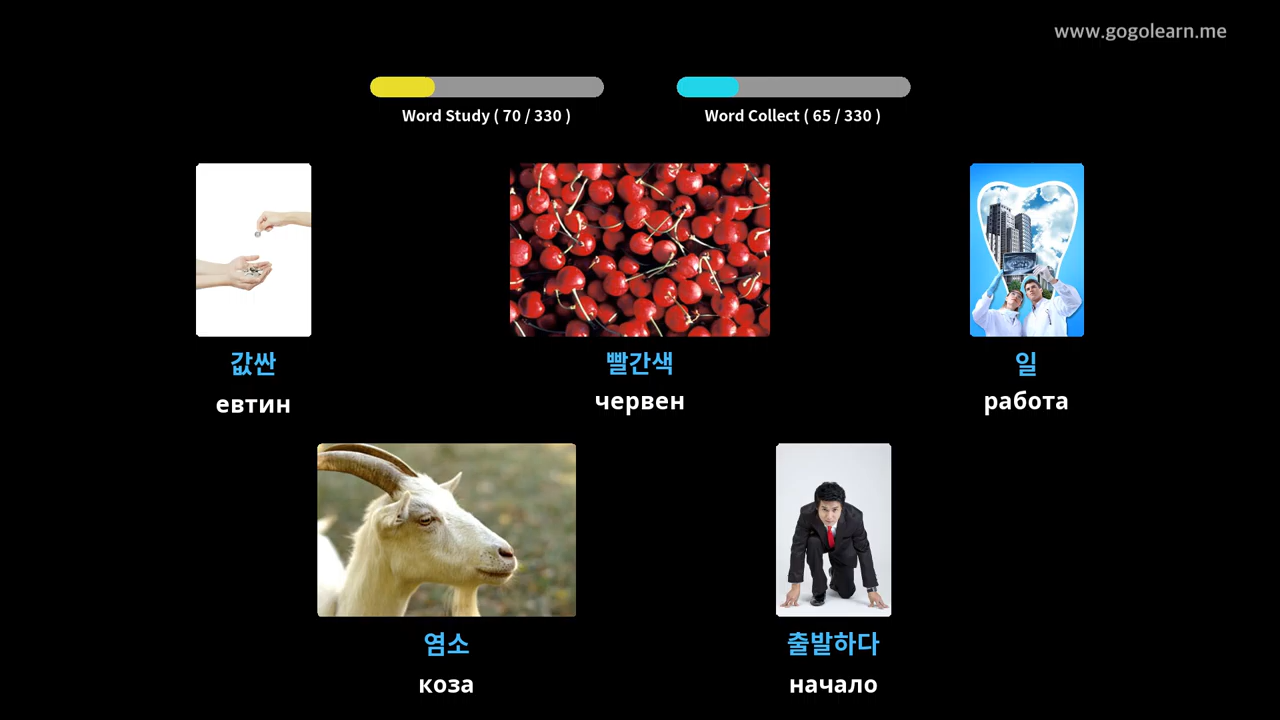 www.gogolearn.me
Word Study ( 70 / 330 )
Word Collect ( 65 / 330 )
값싼
евтин
빨간색
червен
일
работа
염소
коза
출발하다
начало